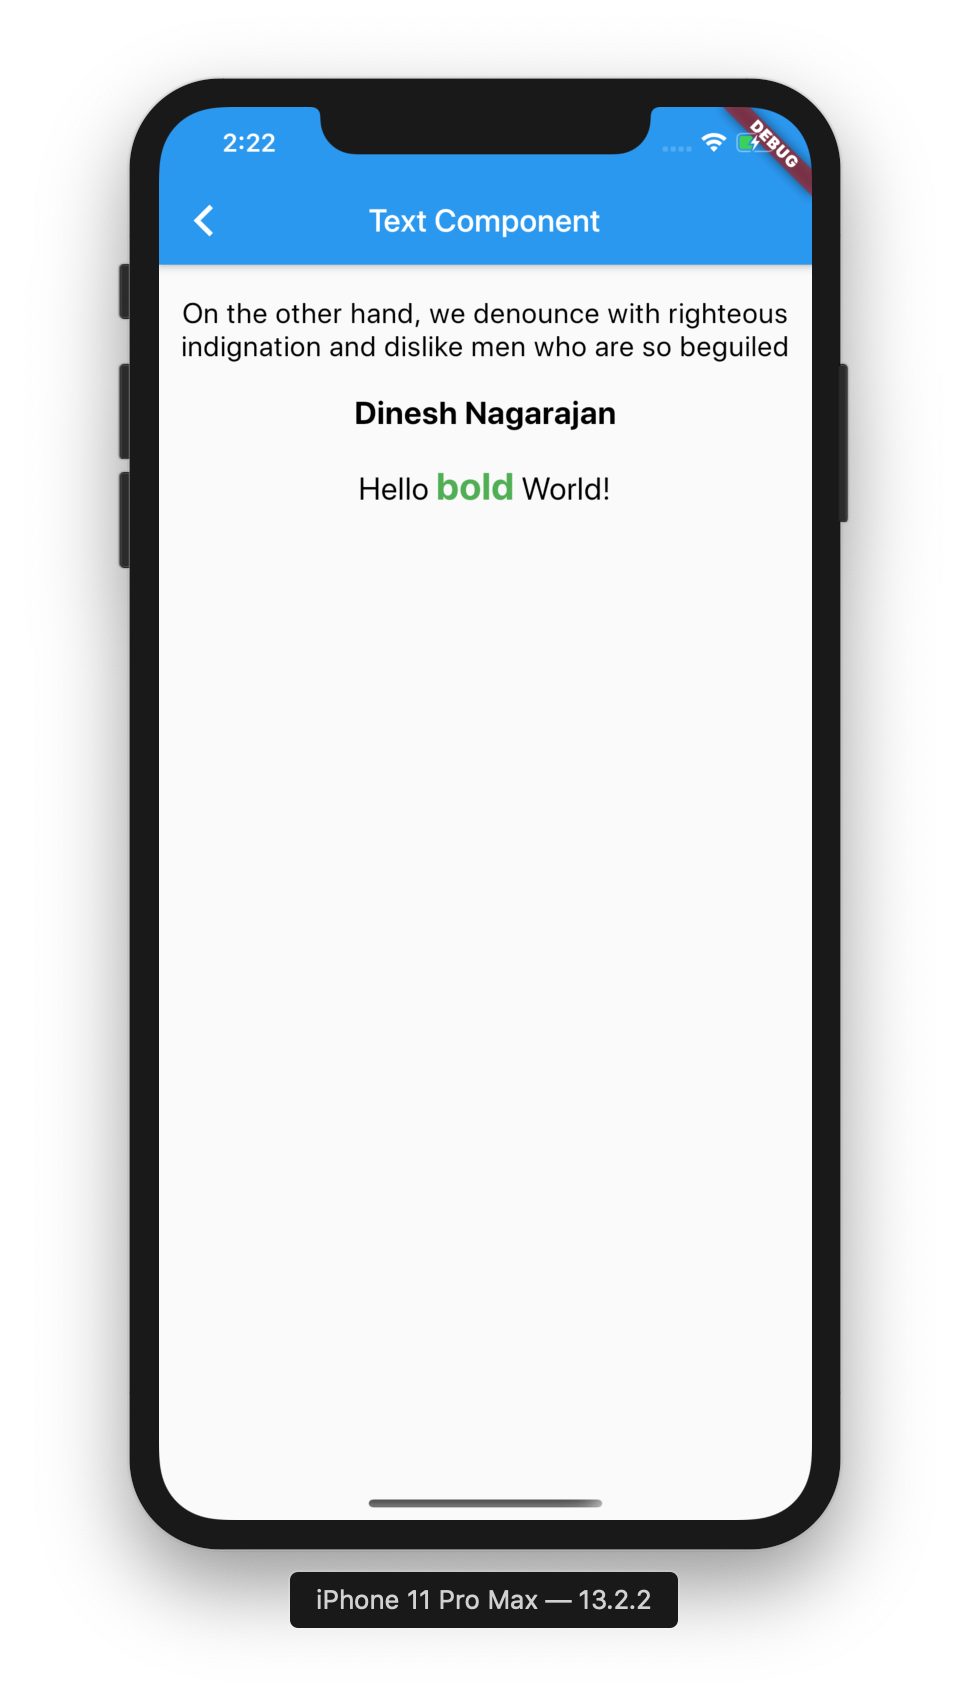 2:22
DEBUG
Text Component
On the other hand, we denounce with righteous
indignation and dislike men who are so beguiled
Dinesh Nagarajan
Hello bold World!
iPhone 11 Pro Max — 13.2.2